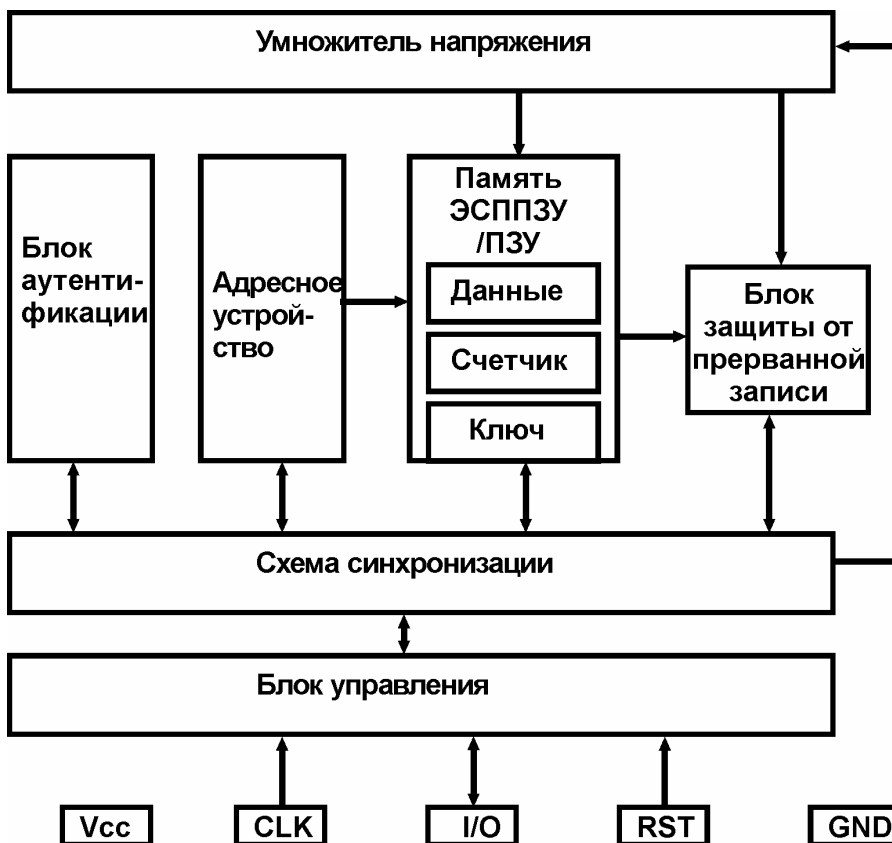 Умножитель напряжения
Блок
аутенти-
фикации
Адресное
устрой-
ство
Память
ЭСППЗУ
/ПЗУ
Данные
Счетчик
Ключ
Блок
защиты от
прерванной
записи
Схема синхронизации
Блок управления
Vcc
CLK
I/O
RST
GND